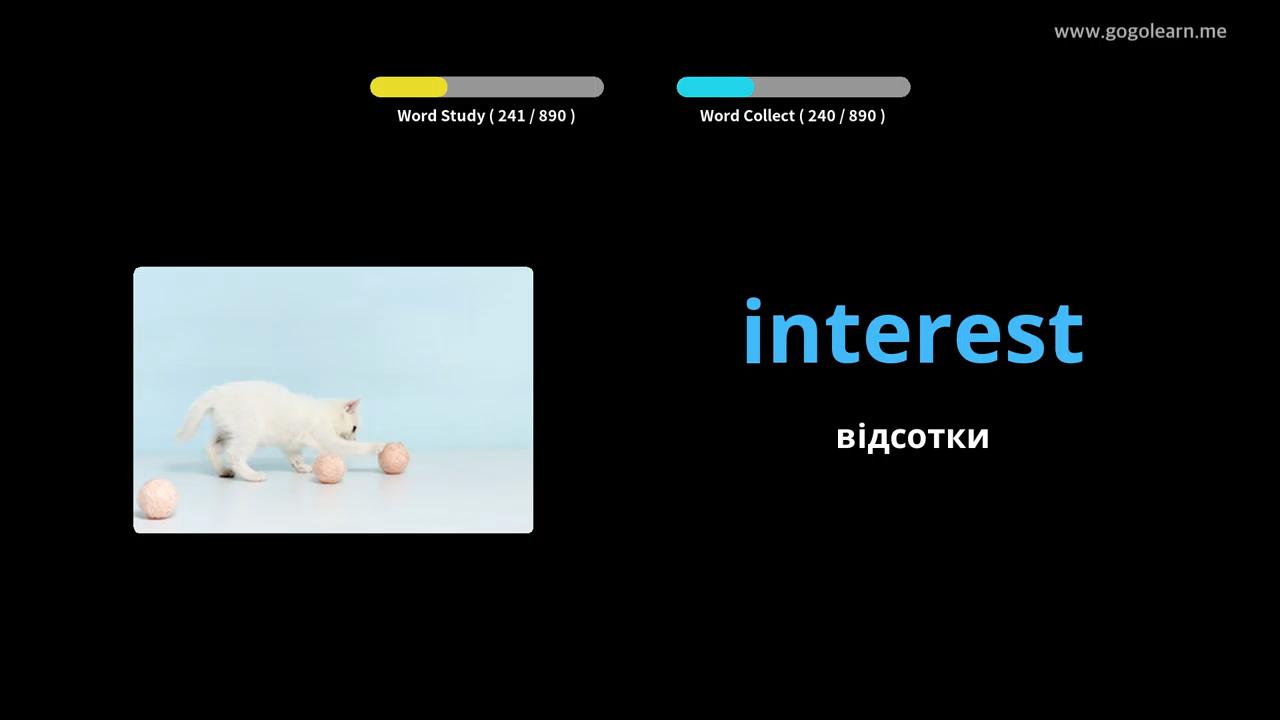 www.gogolearn.me
Word Study ( 241 / 890 )
Word Collect ( 240 / 890 )
interest
відсотки